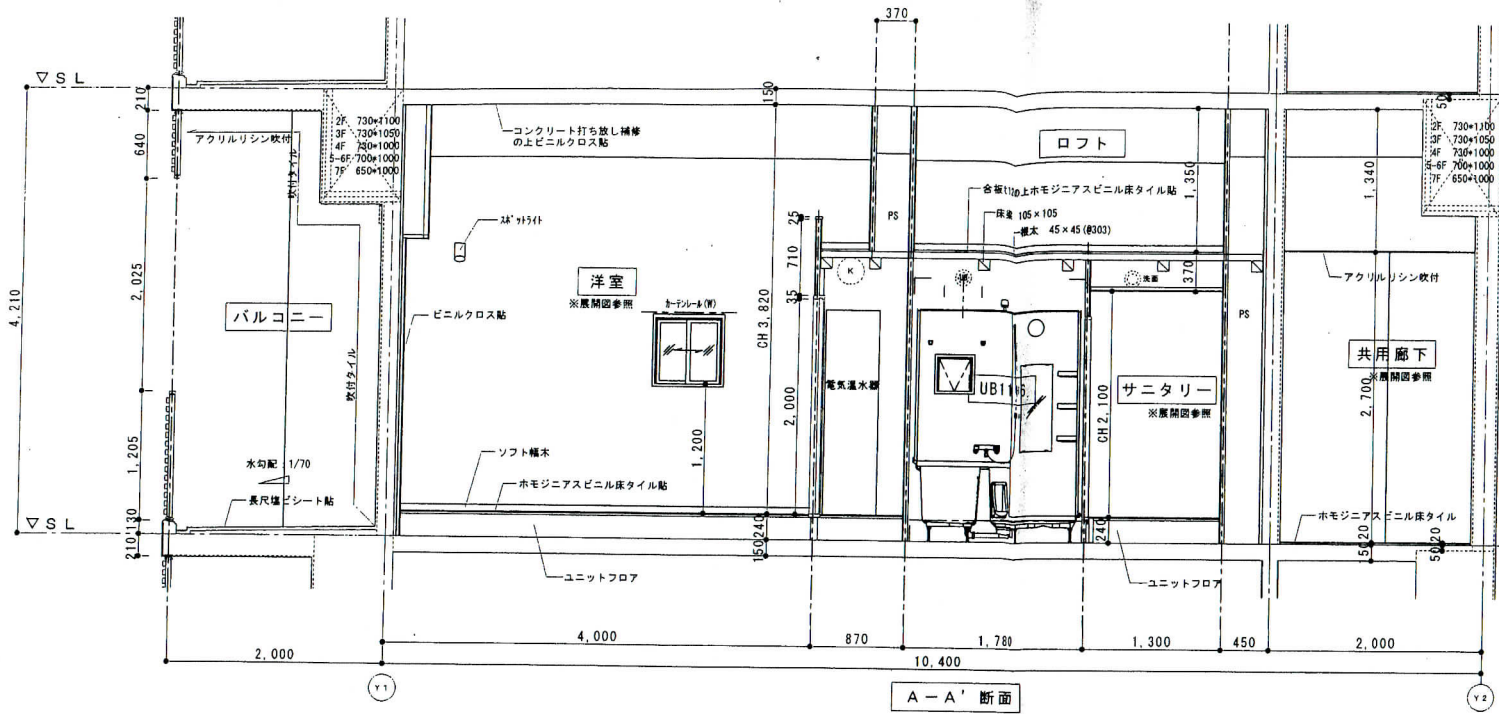 370
▽SL
210
150
50
2F 730*1100
3F 730*1050
4F 730*1000
5-6F 700*1000
7F 650*1000
アクリルリシン吹付
吹付タイル
コンクリート打ち放し補修
の上ビニルクロス貼
ロフト
2F 730*1100
3F 730*1050
4F 730*1000
5-6F 700*1000
7F 650*1000
640
1,350
1,340
合板t12の上ホモジニアスビニル床タイル貼
床梁 105×105
根太 45×45(@303)
PS
スポットライト
25
710
35
K
洗面
370
アクリルリシン吹付
4,210
2,025
バルコニー
洋室
※展開図参照
カーテンレール(W)
ビニルクロス貼
CH 3,820
PS
吹付タイル
電気温水器
2,000
サニタリー
※展開図参照
CH 2,100
共用廊下
※展開図参照
2,700
1,205
1,200
水勾配:1/70
長尺塩ビシート貼
ソフト幅木
ホモジニアスビニル床タイル貼
ホモジニアスビニル床タイル
▽SL
130
210
240
150
240
20
50
20
50
ユニットフロア
ユニットフロア
4,000
870
1,780
1,300
450
2,000
2,000
10,400
Y1
Y2
A-A' 断面